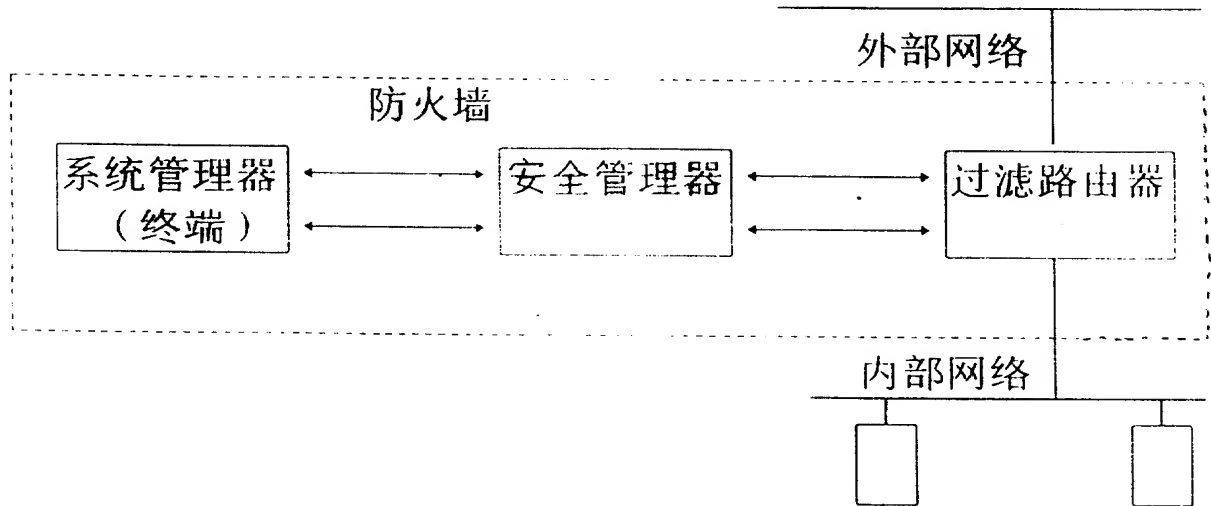 外部网络
防火墙
系统管理器
（终端）
安全管理器
过滤路由器
内部网络